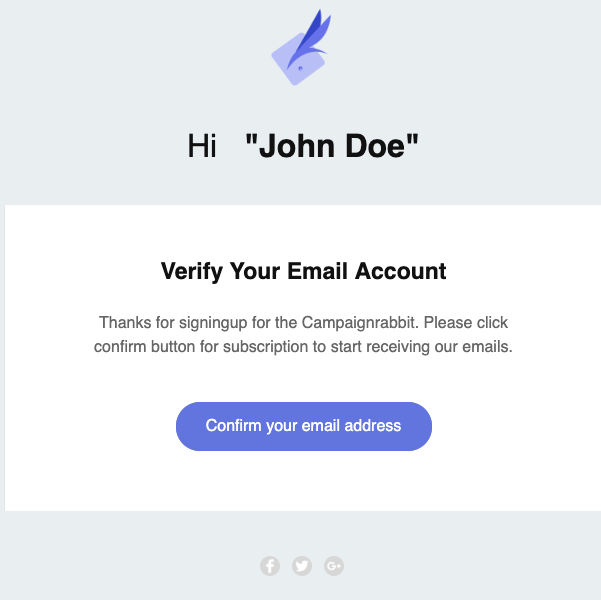 Hi "John Doe"
Verify Your Email Account
Thanks for signingup for the Campaignrabbit. Please click
confirm button for subscription to start receiving our emails.
Confirm your email address